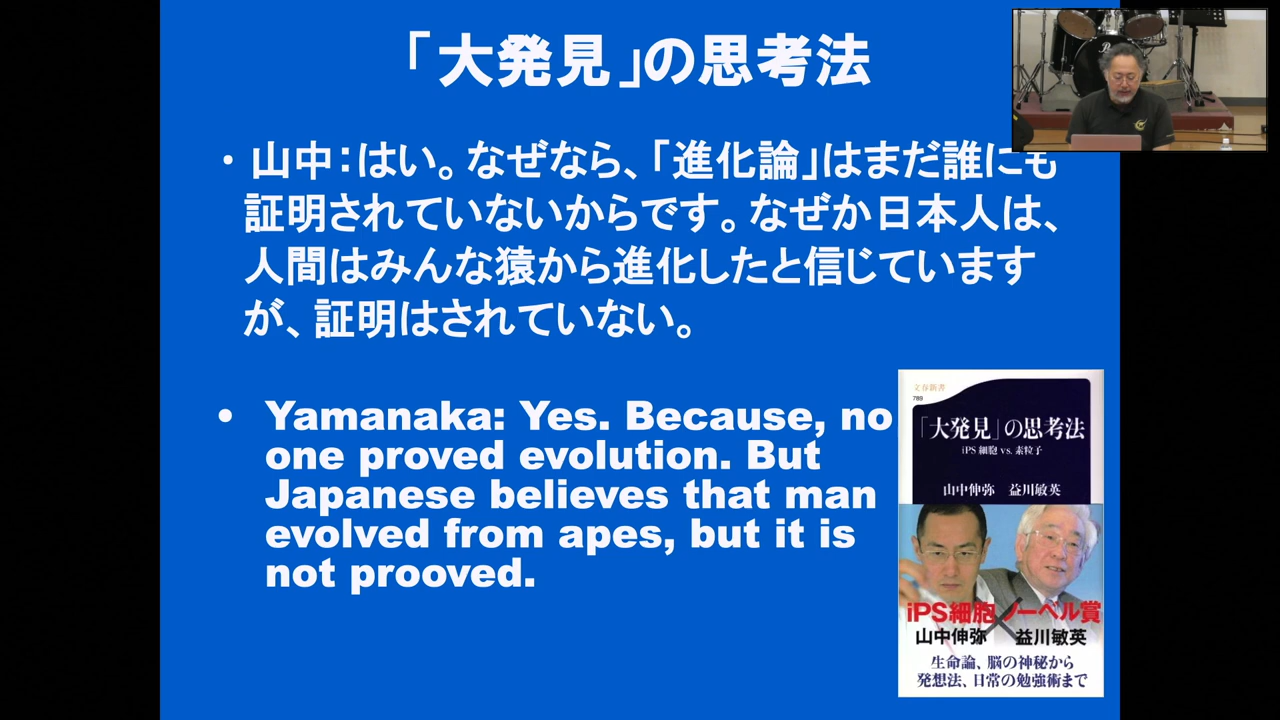 「大発見」の思考法
・山中：はい。なぜなら、「進化論」はまだ誰にも
証明されていないからです。なぜか日本人は、
人間はみんな猿から進化したと信じています
が、証明はされていない。
• Yamanaka: Yes. Because, no
one proved evolution. But
Japanese believes that man
evolved from apes, but it is
not prooved.
文春新書
789
「大発見」の思考法
iPS 細胞 vs. 素粒子
山中伸弥 益川敏英
iPS細胞×ノーベル賞
山中伸弥 益川敏英
生命論、脳の神秘から
発想法、日常の勉強術まで